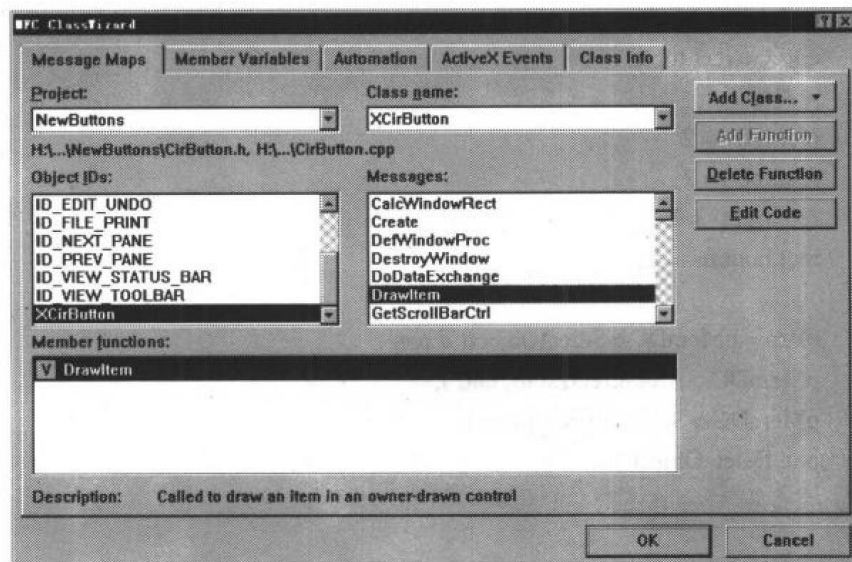 MFC ClassWizard
Message Maps
Member Variables
Automation
ActiveX Events
Class Info
Project:
Class name:
NewButtons
XCirButton
Add Class...
H:\...\NewButtons\CirButton.h, H:\...\CirButton.cpp
Add Function
Object IDs:
Messages:
Delete Function
Edit Code
ID_EDIT_UNDO
ID_FILE_PRINT
ID_NEXT_PANE
ID_PREV_PANE
ID_VIEW_STATUS_BAR
ID_VIEW_TOOLBAR
XCirButton
CalcWindowRect
Create
DefWindowProc
DestroyWindow
DoDataExchange
DrawItem
GetScrollBarCtrl
Member functions:
V DrawItem
Description: Called to draw an item in an owner-drawn control
OK
Cancel